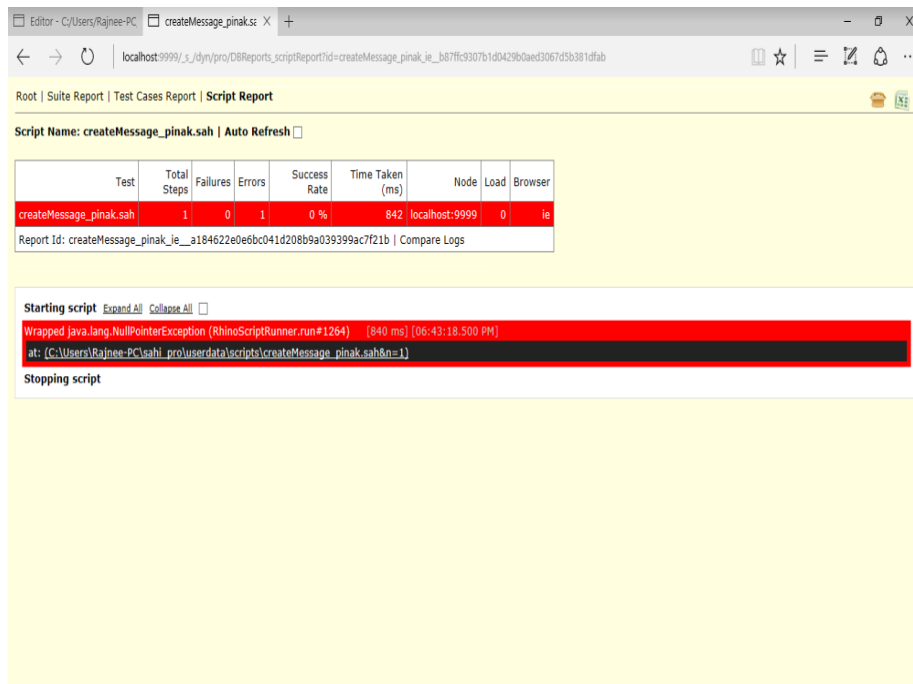 Editor - C:/Users/Rajnee-PC
createMessage_pinak.sa
localhost:9999/_s_/dyn/pro/DBReports_scriptReport?id=createMessage_pinak_ie__b87ffc9307b1d0429b0aed3067d5b381dfab
Root | Suite Report | Test Cases Report | Script Report
Script Name: createMessage_pinak.sah | Auto Refresh
Test Total Steps Failures Errors Success Rate Time Taken (ms) Node Load Browser
createMessage_pinak.sah 1 0 1 0 % 842 localhost:9999 0 ie
Report Id: createMessage_pinak_ie__a184622e0e6bc041d208b9a039399ac7f21b | Compare Logs
Starting script Expand All Collapse All
Wrapped java.lang.NullPointerException (RhinoScriptRunner.run#1264) [840 ms] [06:43:18.500 PM]
at: (C:\Users\Rajnee-PC\sahi_pro\userdata\scripts\createMessage_pinak.sah&n=1)
Stopping script